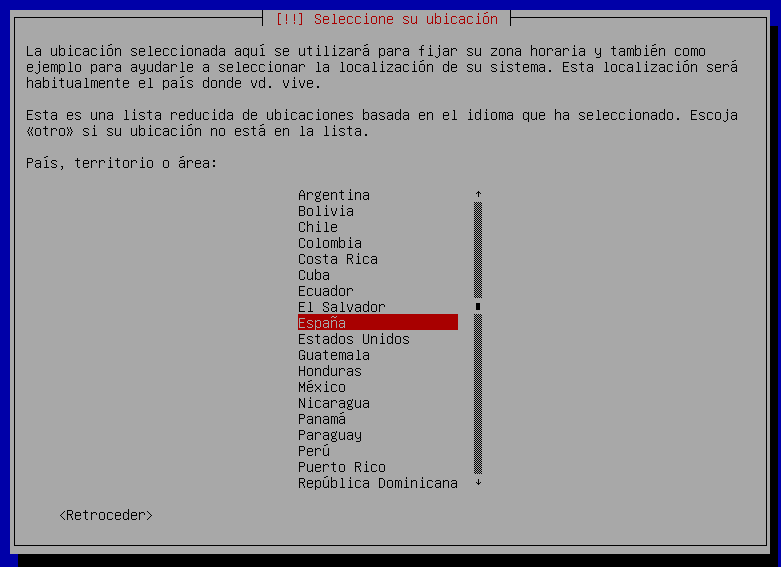 [!!] Seleccione su ubicación
La ubicación seleccionada aquí se utilizará para fijar su zona horaria y también como
ejemplo para ayudarle a seleccionar la localización de su sistema. Esta localización será
habitualmente el país donde vd. vive.
Esta es una lista reducida de ubicaciones basada en el idioma que ha seleccionado. Escoja
«otro» si su ubicación no está en la lista.
País, territorio o área:
Argentina
Bolivia
Chile
Colombia
Costa Rica
Cuba
Ecuador
El Salvador
España
Estados Unidos
Guatemala
Honduras
México
Nicaragua
Panamá
Paraguay
Perú
Puerto Rico
República Dominicana
<Retroceder>